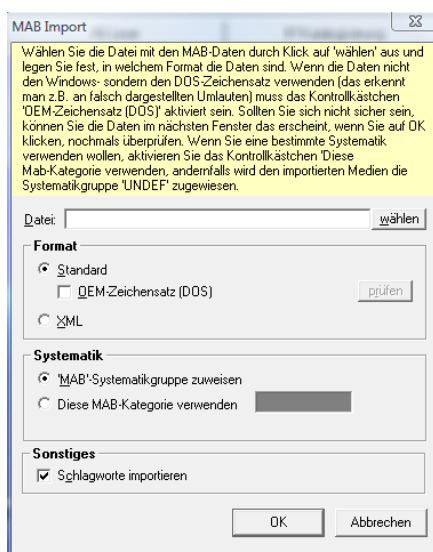 MAB Import
Wählen Sie die Datei mit den MAB-Daten durch Klick auf 'wählen' aus und
legen Sie fest, in welchem Format die Daten sind. Wenn die Daten nicht
den Windows- sondern den DOS-Zeichensatz verwenden (das erkennt
man z.B. an falsch dargestellten Umlauten) muss das Kontrollkästchen
'OEM-Zeichensatz (DOS)' aktiviert sein. Sollten Sie sich nicht sicher sein,
können Sie die Daten im nächsten Fenster das erscheint, wenn Sie auf OK
klicken, nochmals überprüfen. Wenn Sie eine bestimmte Systematik
verwenden wollen, aktivieren Sie das Kontrollkästchen 'Diese
Mab-Kategorie verwenden, andernfalls wird den importierten Medien die
Systematikgruppe 'UNDEF' zugewiesen.
Datei: wählen
Format
Standard
OEM-Zeichensatz (DOS) prüfen
XML
Systematik
'MAB'-Systematikgruppe zuweisen
Diese MAB-Kategorie verwenden
Sonstiges
Schlagworte importieren
OK Abbrechen